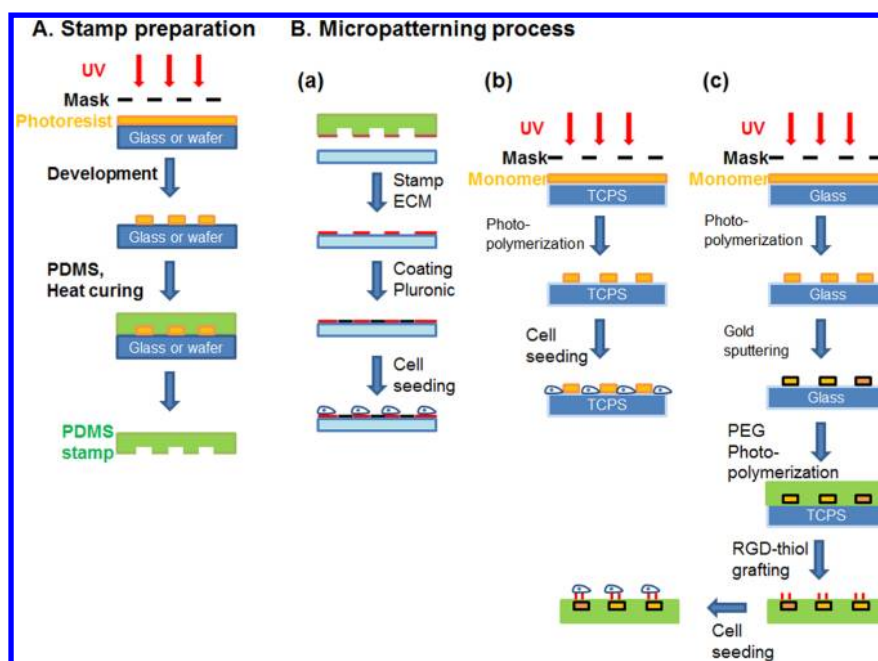 A. Stamp preparation
UV
Mask
Photoresist
Glass or wafer
Development
Glass or wafer
PDMS,
Heat curing
Glass or wafer
PDMS
stamp
B. Micropatterning process
(a)
Stamp
ECM
Coating
Pluronic
Cell
seeding
(b)
UV
Mask
Monomer
TCPS
Photo-
polymerization
TCPS
Cell
seeding
TCPS
(c)
UV
Mask
Monomer
Glass
Photo-
polymerization
Glass
Gold
sputtering
Glass
PEG
Photo-
polymerization
TCPS
RGD-thiol
grafting
Cell
seeding